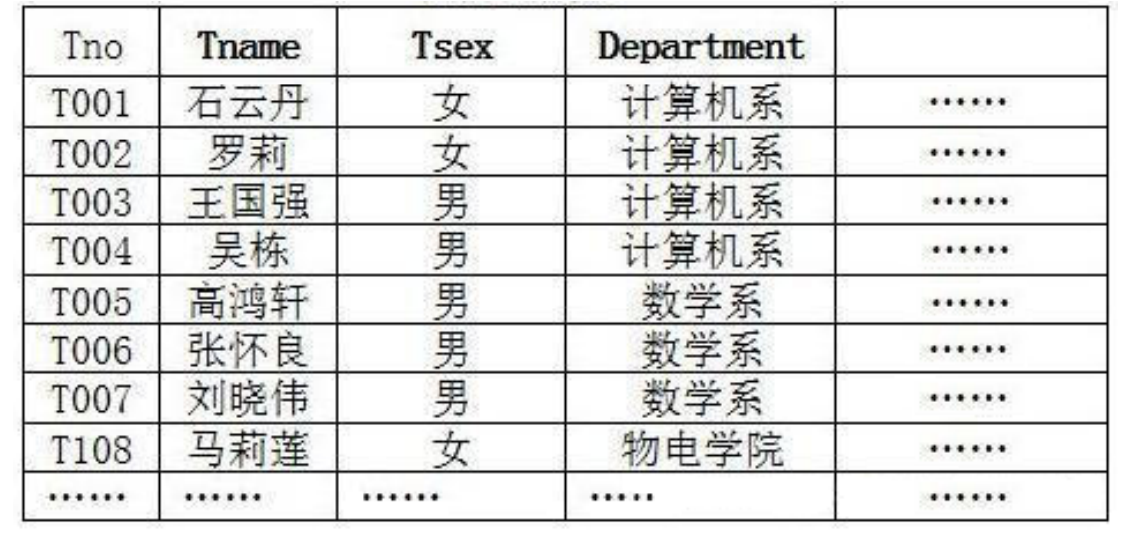 Tno Tname Tsex Department
T001 石云丹 女 计算机系 ……
T002 罗莉 女 计算机系 ……
T003 王国强 男 计算机系 ……
T004 吴栋 男 计算机系 ……
T005 高鸿轩 男 数学系 ……
T006 张怀良 男 数学系 ……
T007 刘晓伟 男 数学系 ……
T108 马莉莲 女 物电学院 ……
…… …… …… ….. ……